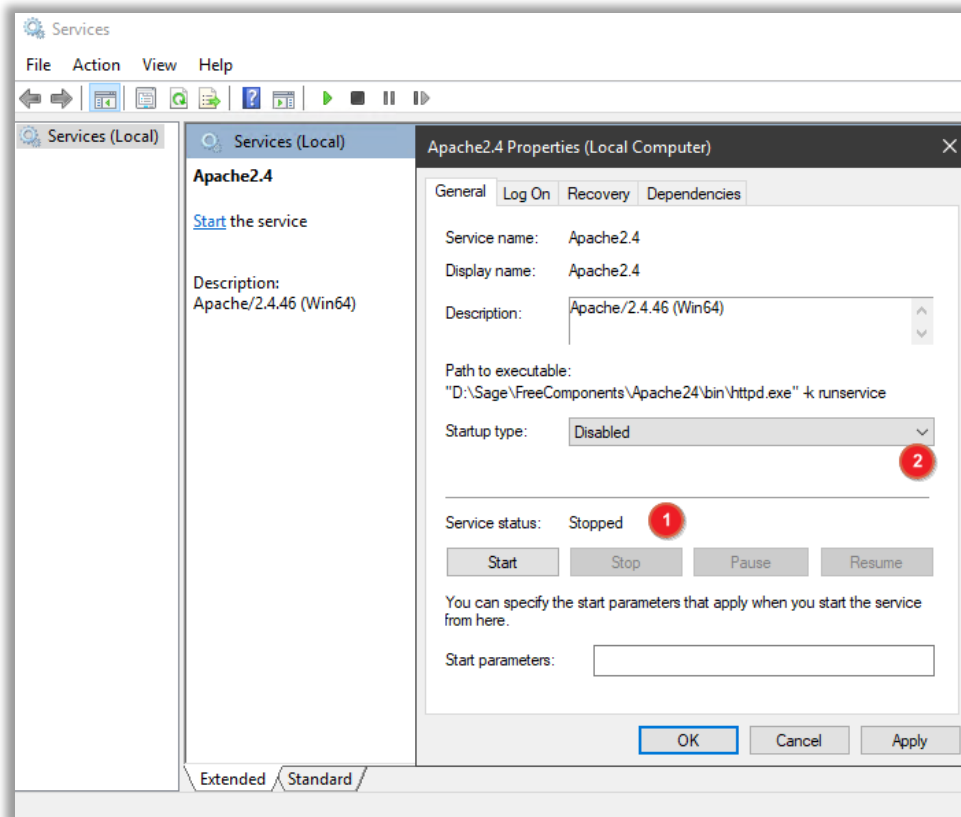 Services
File Action View Help
Services (Local)
Services (Local)
Apache2.4
Start the service
Description:
Apache/2.4.46 (Win64)
Apache2.4 Properties (Local Computer)
General Log On Recovery Dependencies
Service name: Apache2.4
Display name: Apache2.4
Description: Apache/2.4.46 (Win64)
Path to executable:
"D:\Sage\FreeComponents\Apache24\bin\httpd.exe" -k runservice
Startup type: Disabled
2
Service status: Stopped 1
Start Stop Pause Resume
You can specify the start parameters that apply when you start the service
from here.
Start parameters:
OK Cancel Apply
Extended Standard